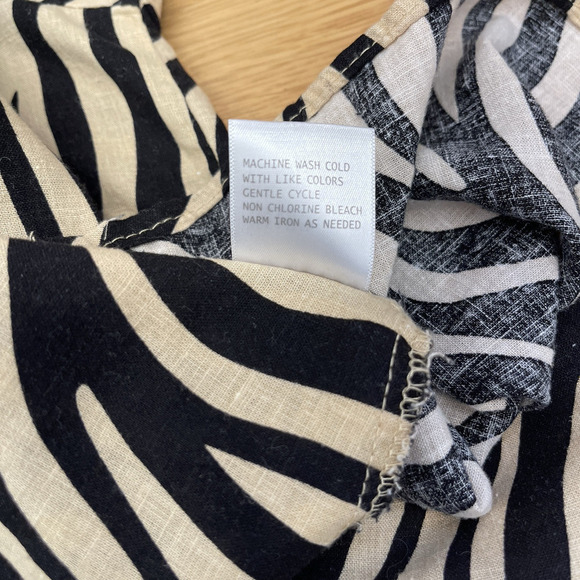 MACHINE WASH COLD
WITH LIKE COLORS
GENTLE CYCLE
NON CHLORINE BLEACH
WARM IRON AS NEEDED